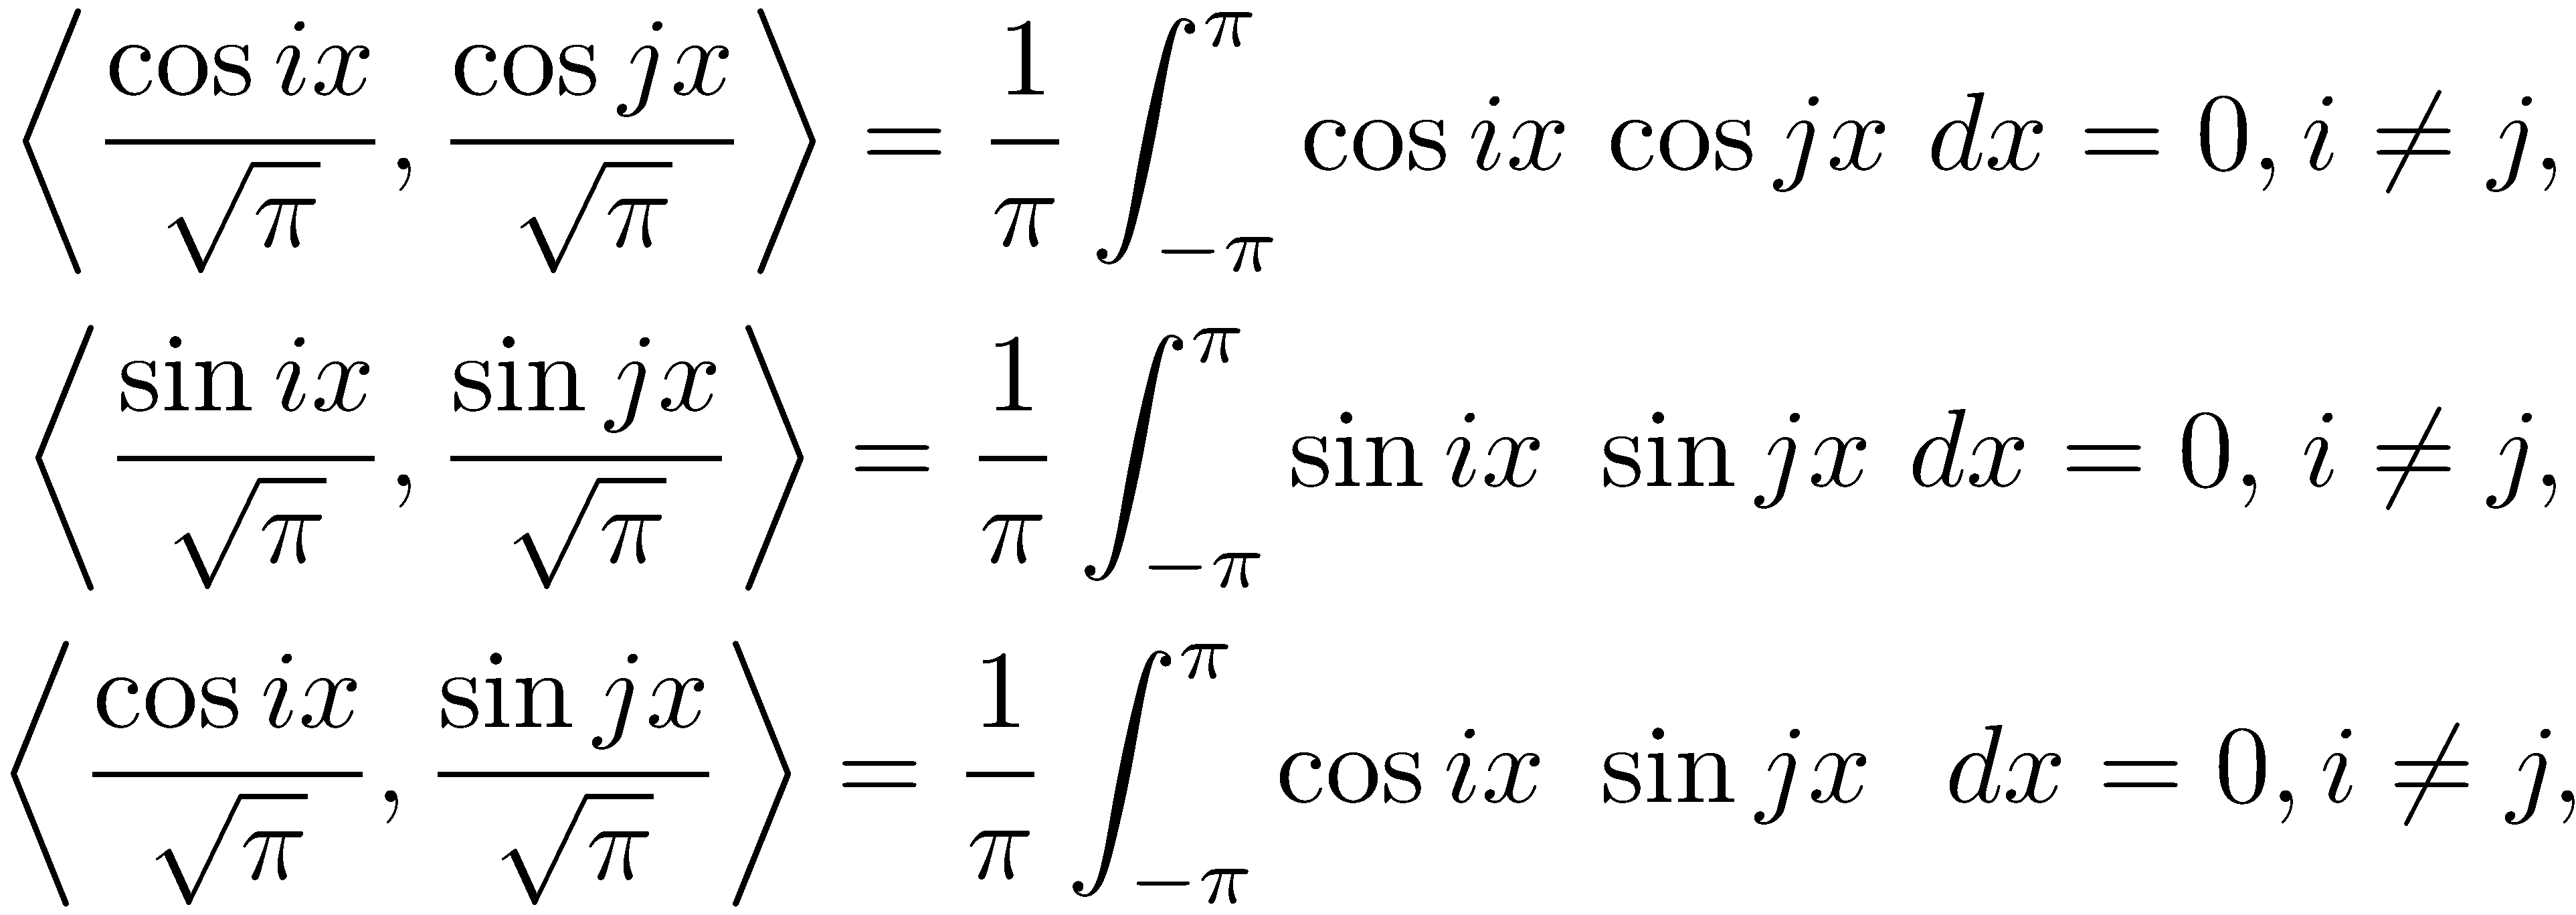 ⟨cos ix/√π, cos jx/√π⟩ = 1/π ∫_{-π}^{π} cos ix cos jx dx = 0, i ≠ j,
⟨sin ix/√π, sin jx/√π⟩ = 1/π ∫_{-π}^{π} sin ix sin jx dx = 0, i ≠ j,
⟨cos ix/√π, sin jx/√π⟩ = 1/π ∫_{-π}^{π} cos ix sin jx dx = 0, i ≠ j,